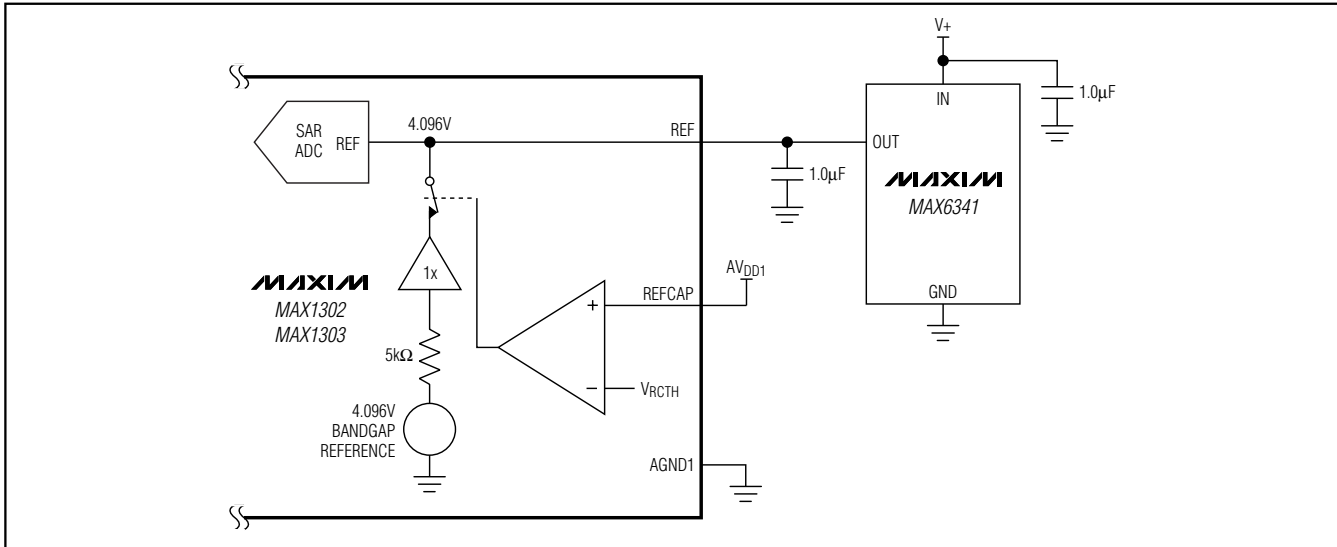 V+
IN
1.0μF
SAR
ADC
REF
4.096V
REF
OUT
1.0μF
MAXIM
MAX6341
GND
1x
MAXIM
MAX1302
MAX1303
AVDD1
REFCAP
+
−
VRCTH
5kΩ
4.096V
BANDGAP
REFERENCE
AGND1